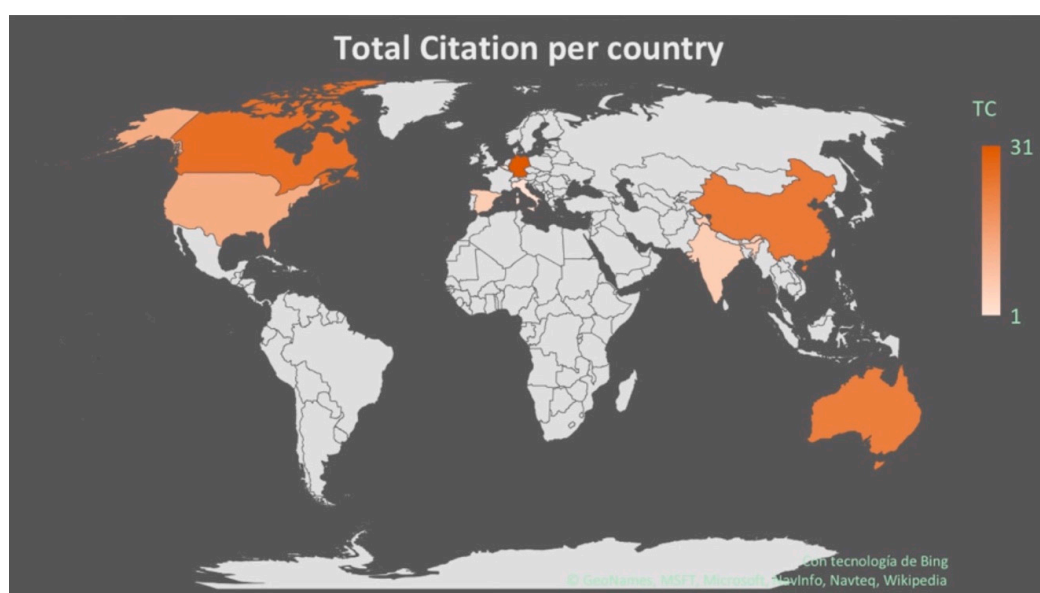 Total Citation per country
TC
31
1
Con tecnología de Bing
© GeoNames, MSFT, Microsoft, NavInfo, Navteq, Wikipedia